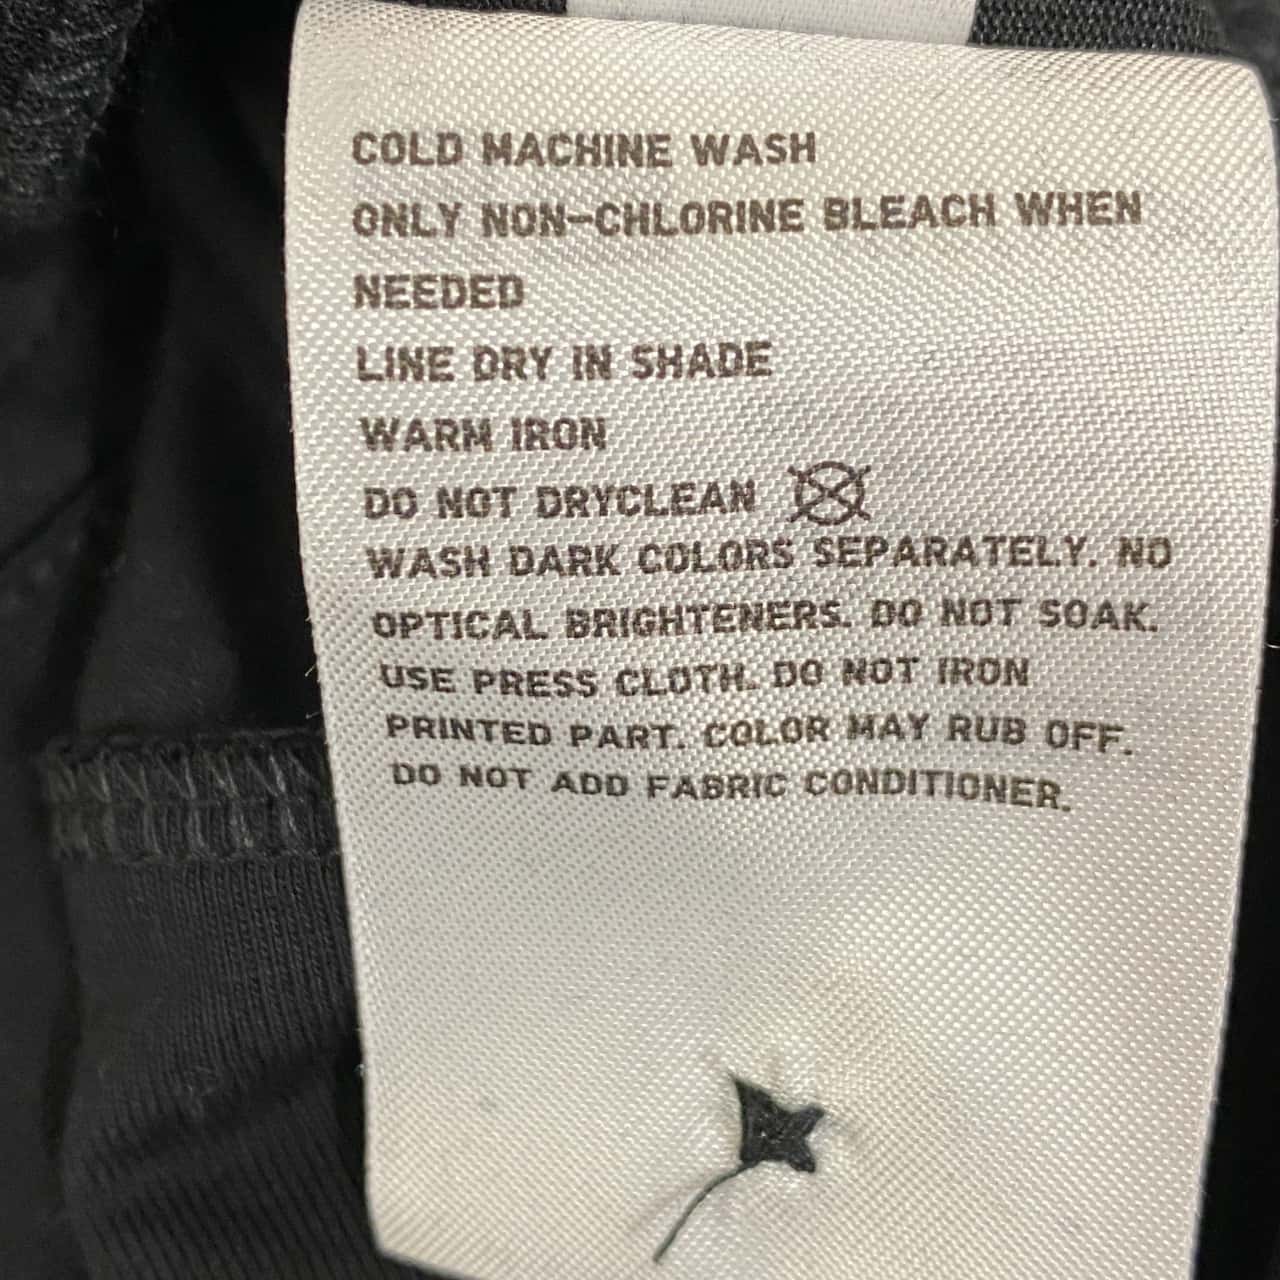 COLD MACHINE WASH
ONLY NON-CHLORINE BLEACH WHEN
NEEDED
LINE DRY IN SHADE
WARM IRON
DO NOT DRYCLEAN
WASH DARK COLORS SEPARATELY. NO
OPTICAL BRIGHTENERS. DO NOT SOAK.
USE PRESS CLOTH. DO NOT IRON
PRINTED PART. COLOR MAY RUB OFF.
DO NOT ADD FABRIC CONDITIONER.